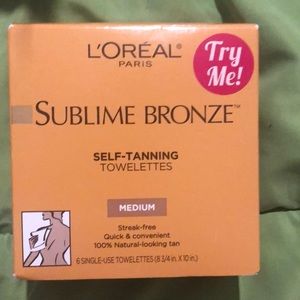 L'ORÉAL
PARIS
Try
Me!
SUBLIME BRONZE™
SELF-TANNING
TOWELETTES
MEDIUM
Streak-free
Quick & convenient
100% Natural-looking tan
6 SINGLE-USE TOWELETTES (8 3/4 in. X 10 in.)